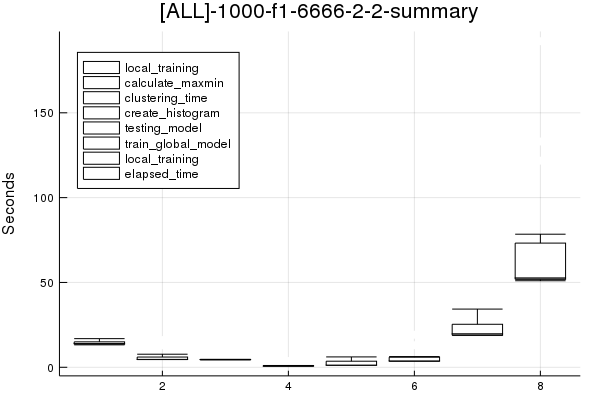 [ALL]-1000-f1-6666-2-2-summary
local_training
calculate_maxmin
clustering_time
create_histogram
testing_model
train_global_model
local_training
elapsed_time
Seconds
150
100
50
0
2
4
6
8